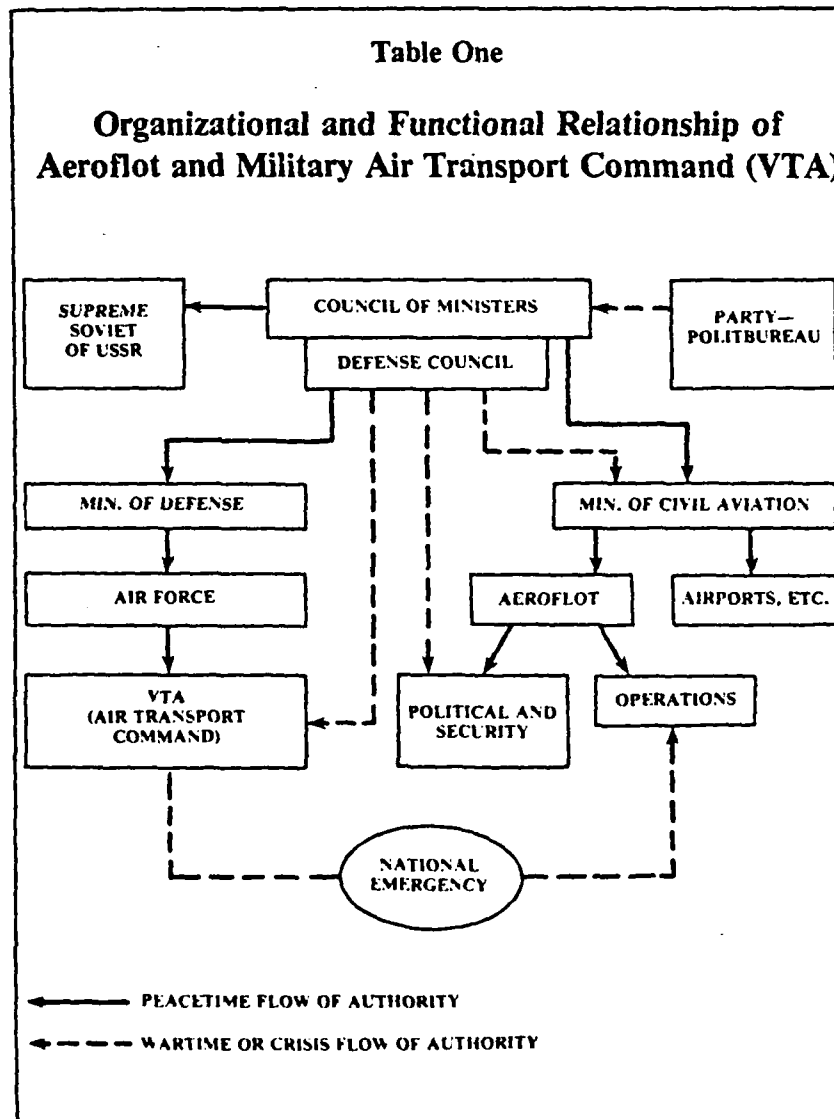 Table One
Organizational and Functional Relationship of
Aeroflot and Military Air Transport Command (VTA)
SUPREME
SOVIET
OF USSR
COUNCIL OF MINISTERS
DEFENSE COUNCIL
PARTY—
POLITBUREAU
MIN. OF DEFENSE
MIN. OF CIVIL AVIATION
AIR FORCE
AEROFLOT
AIRPORTS, ETC.
VTA
(AIR TRANSPORT
COMMAND)
POLITICAL AND
SECURITY
OPERATIONS
NATIONAL
EMERGENCY
PEACETIME FLOW OF AUTHORITY
WARTIME OR CRISIS FLOW OF AUTHORITY